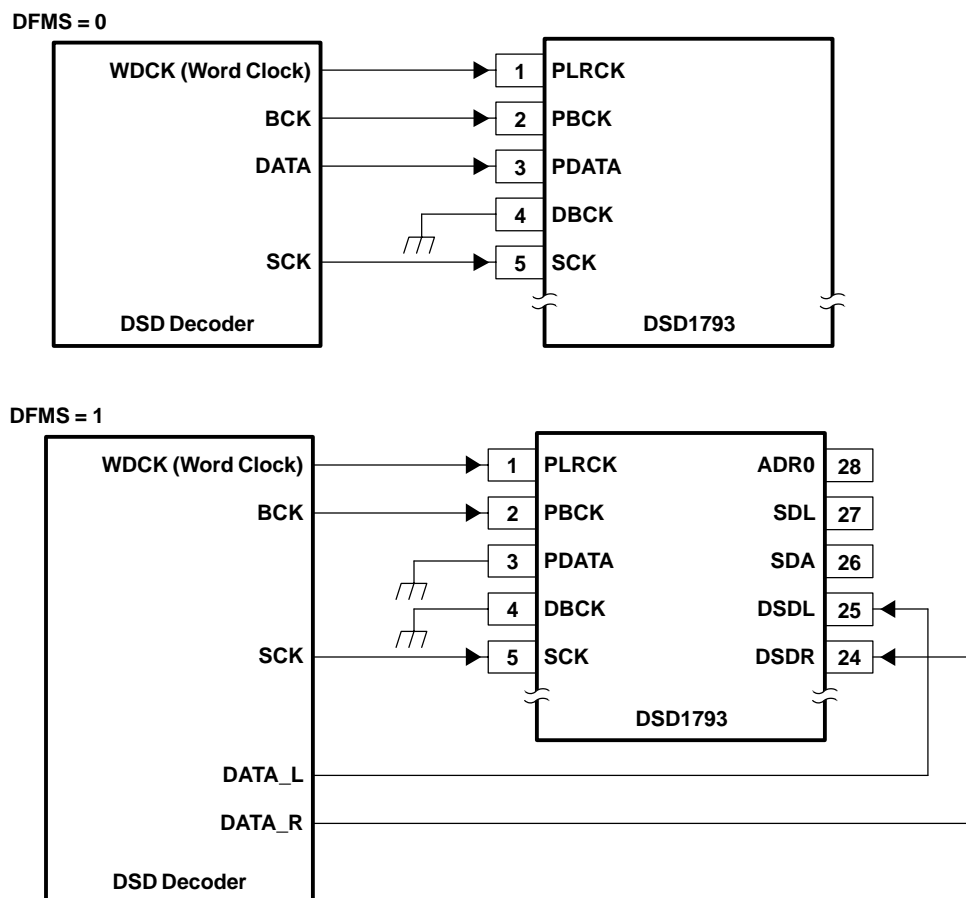 DFMS = 0
WDCK (Word Clock) 1 PLRCK
BCK 2 PBCK
DATA 3 PDATA
4 DBCK
SCK 5 SCK
DSD Decoder DSD1793
DFMS = 1
WDCK (Word Clock) 1 PLRCK ADR0 28
BCK 2 PBCK SDL 27
3 PDATA SDA 26
4 DBCK DSDL 25
SCK 5 SCK DSDR 24
DSD1793
DATA_L
DATA_R
DSD Decoder